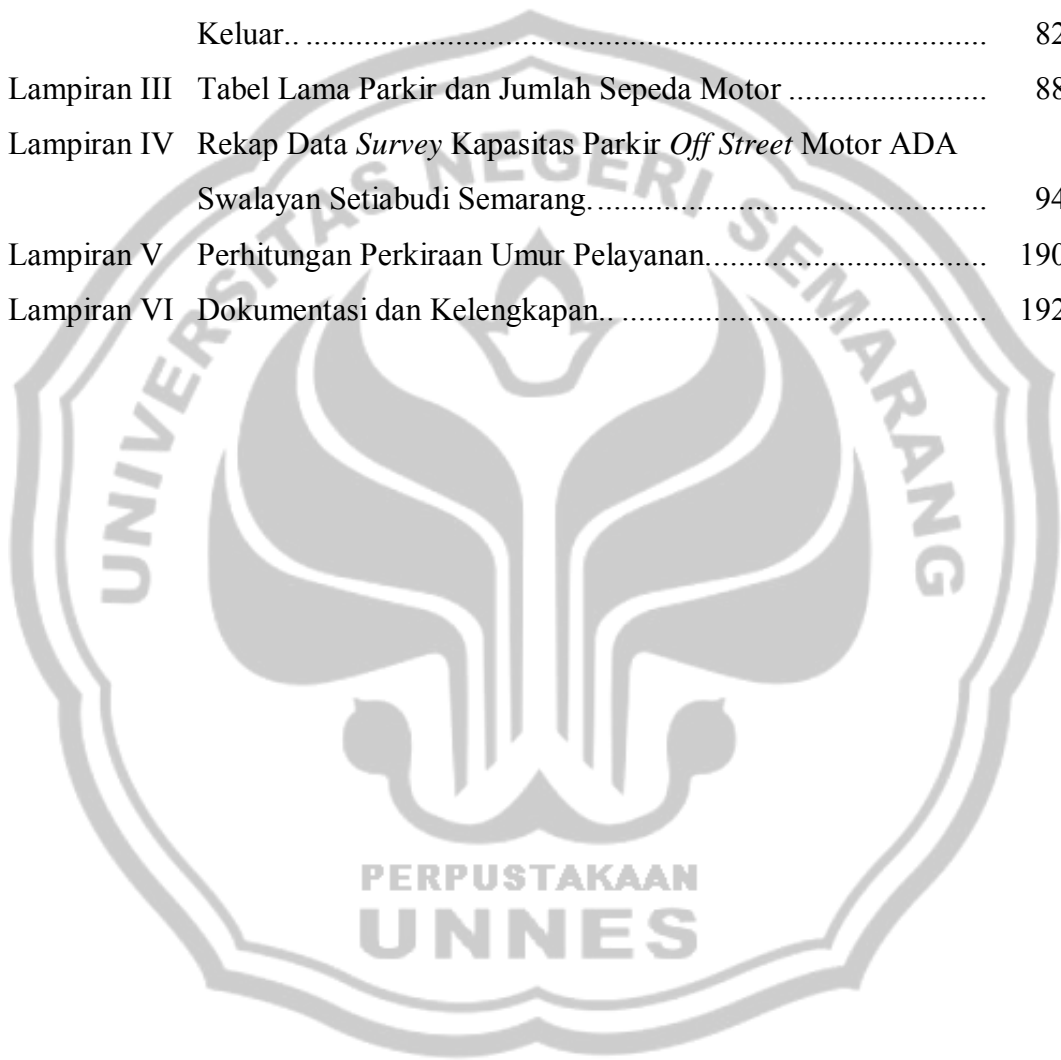 Keluar.. ........................................................................................ 82
Lampiran III Tabel Lama Parkir dan Jumlah Sepeda Motor ......................... 88
Lampiran IV Rekap Data Survey Kapasitas Parkir Off Street Motor ADA
Swalayan Setiabudi Semarang. .................................................. 94
Lampiran V Perhitungan Perkiraan Umur Pelayanan.................................... 190
Lampiran VI Dokumentasi dan Kelengkapan.. ................................................ 192
UNIVERSITAS NEGERI SEMARANG
PERPUSTAKAAN
UNNES